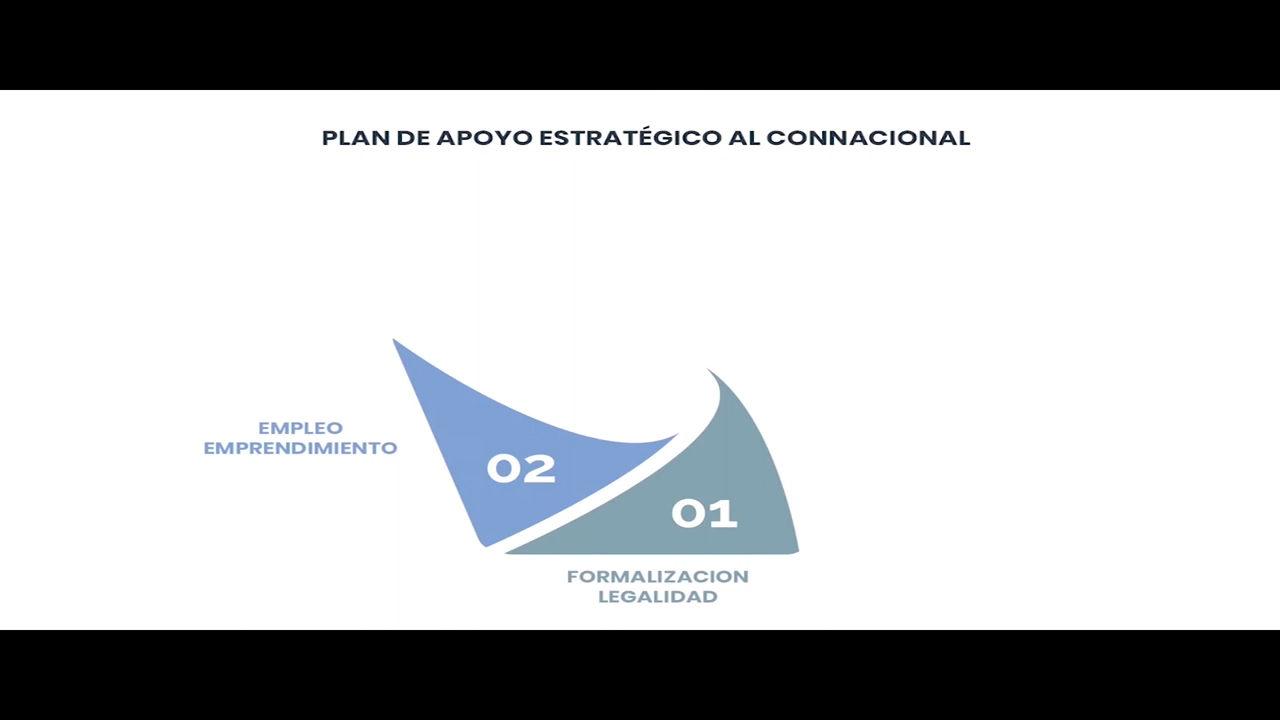 PLAN DE APOYO ESTRATÉGICO AL CONNACIONAL
EMPLEO
EMPRENDIMIENTO
02
01
FORMALIZACION
LEGALIDAD